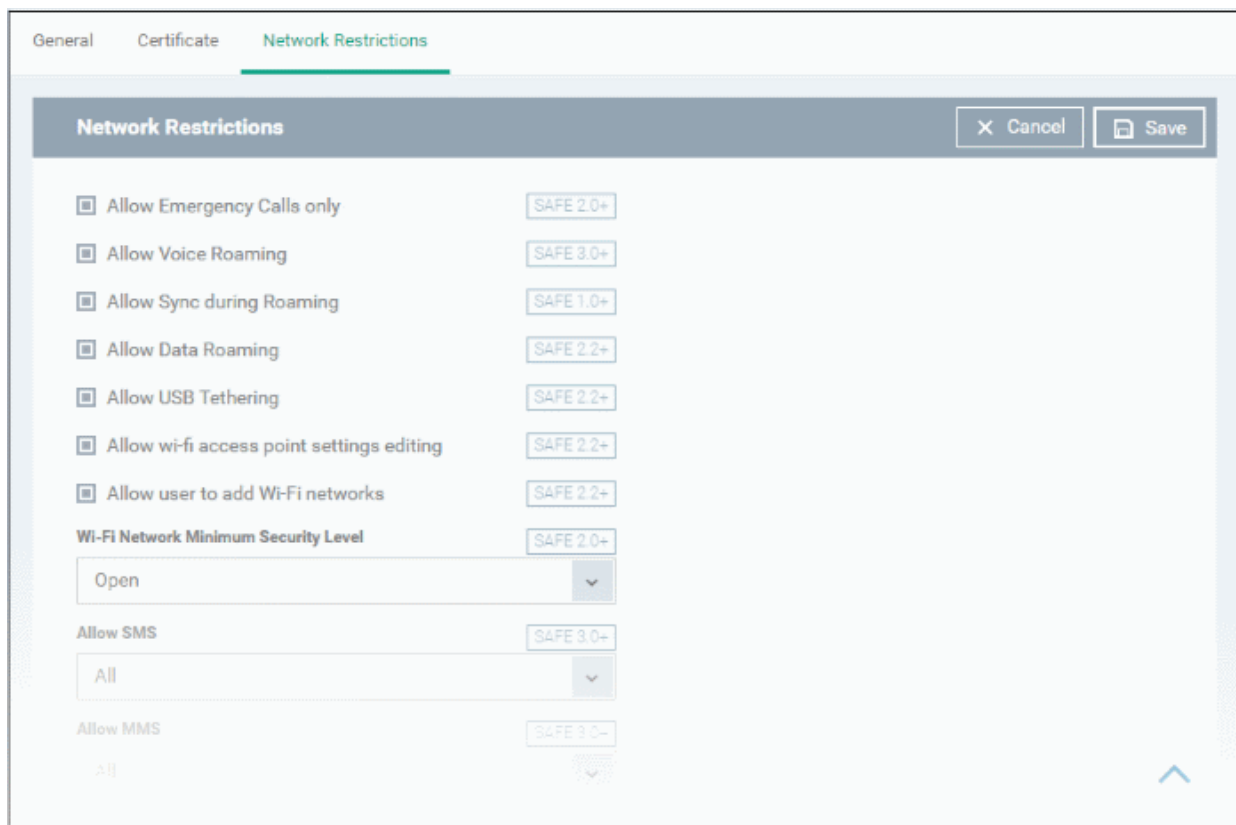 General Certificate Network Restrictions
Network Restrictions Cancel Save
Allow Emergency Calls only SAFE 2.0+
Allow Voice Roaming SAFE 3.0+
Allow Sync during Roaming SAFE 1.0+
Allow Data Roaming SAFE 2.2+
Allow USB Tethering SAFE 2.2+
Allow wi-fi access point settings editing SAFE 2.2+
Allow user to add Wi-Fi networks SAFE 2.2+
Wi-Fi Network Minimum Security Level SAFE 2.0+
Open
Allow SMS SAFE 3.0+
All
Allow MMS SAFE 3.0+
All